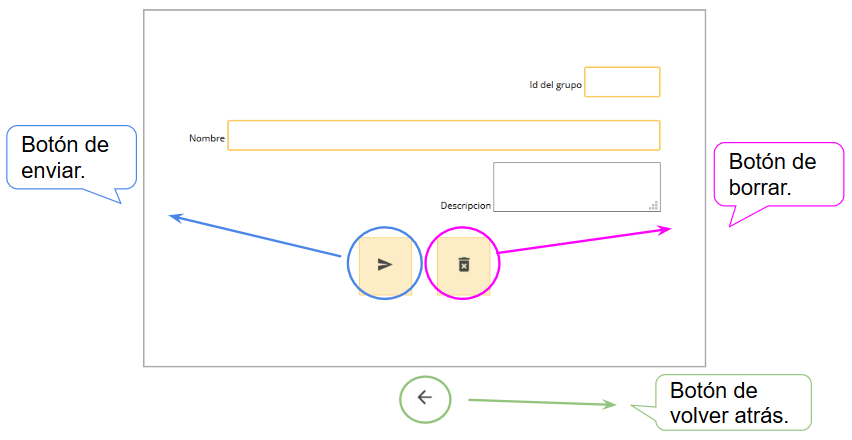 Id del grupo
Nombre
Botón de
enviar.
Botón de
borrar.
Descripcion
Botón de
volver atrás.